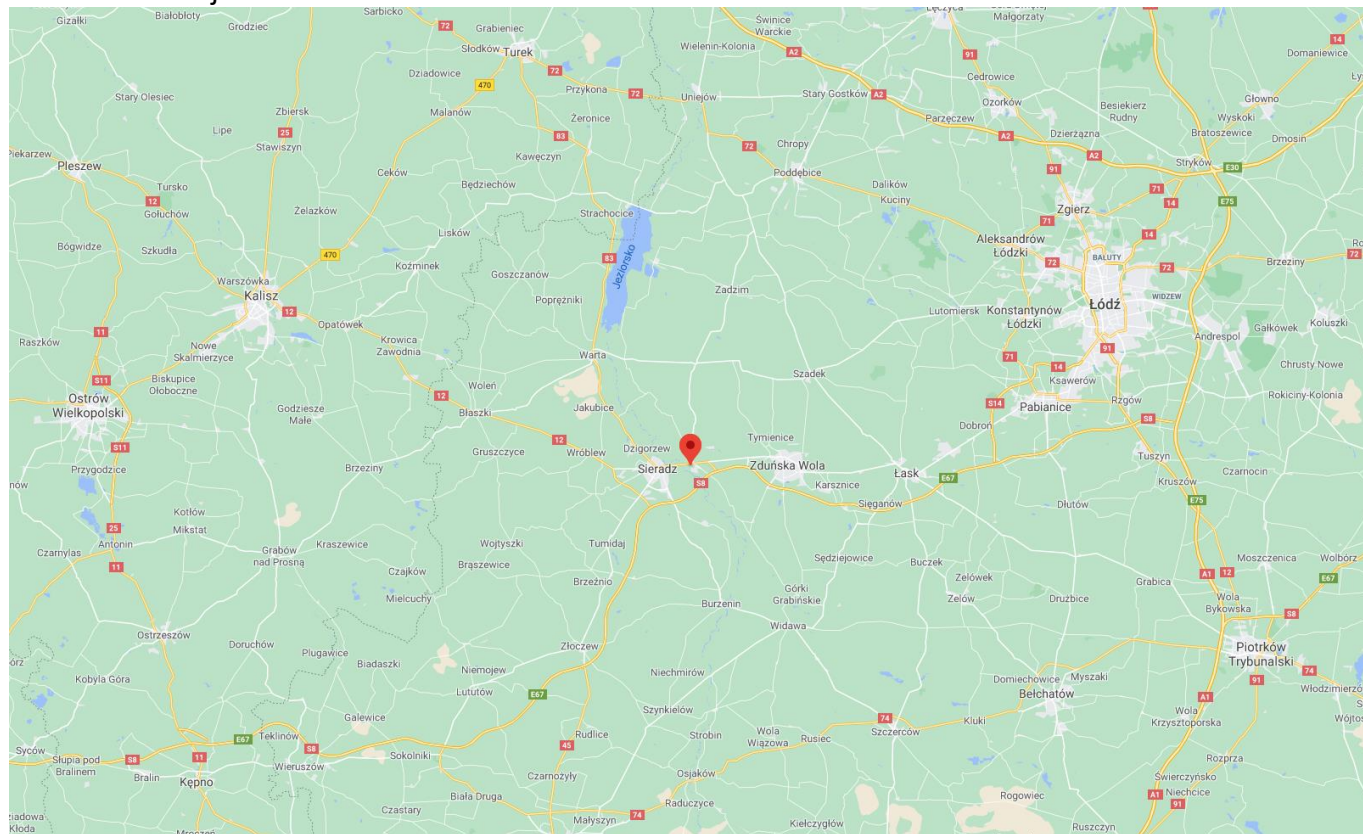 Gizałki
Białobłoty
Grodziec
Sarbicko
72
Grabieniec
Słodków
Turek
72
Dziadowice
470
Przykona
72
Wielenin-Kolonia
Świnice
Warckie
A2
Łęczyca
Małgorzaty
91
Cedrowice
14
Domaniewice
Stary Olesiec
Zbiersk
25
Stawiszyn
Lipe
Malanów
Żeronice
83
Kawęczyn
Uniejów
Stary Gostków
A2
Ozorków
Parzęczew
A2
Besiekierz
Rudny
Głowno
Wyskoki
Bratoszewice
Dmosin
Dzierżązna
A2
Piekarzew
Pleszew
Tursko
12
Gołuchów
Ceków
Będziechów
72
Chropy
Poddębice
Dalików
Kuciny
91
Stryków
E30
71
14
Zgierz
E75
Żelazków
Lisków
Strachocice
71
Bógwidze
Szkudła
470
Koźminek
Goszczanów
83
Jeziorsko
Aleksandrów
Łódzki
72
14
BAŁUTY
72
Brzeziny
72
Warszówka
Kalisz
12
Opatówek
Poprężniki
Zadzim
Lutomiersk
Konstantynów
Łódzki
Łódź
WIDZEW
Andrespol
Gałkówek
Koluszki
11
Raszków
Nowe
Skalmierzyce
Krowica
Zawodnia
Warta
71
91
14
Ksawerów
Chrusty Nowe
S11
Biskupice
Ołoboczne
Ostrów
Wielkopolski
Godziesze
Małe
12
Woleń
Błaszki
Jakubice
Szadek
S14
Pabianice
Rzgów
Rokiciny-Kolonia
S11
Gruszczyce
12
Wróblew
Dzigorzew
Sieradz
S8
Tymienice
Zduńska Wola
Dobroń
S8
Tuszyn
Przygodzice
Brzeziny
Karsznice
Łask
E67
Kruszów
Czarnocin
Sięganów
E75
Dłutów
Kotłów
Mikstat
25
Antonin
Czarnylas
11
Grabów
nad Prosną
Kraszewice
Wojtyszki
Brąszewice
Tumidaj
Brzeźnio
Sędziejowice
Buczek
Moszczenica
Wolbórz
E67
Czajków
Mielcuchy
Górki
Grabińskie
Zelówek
Zelów
Drużbice
Grabica
A1
12
Wola
Bykowska
S8
Burzenin
Widawa
Ostrzeszów
Doruchów
Plugawice
Biadaszki
Złoczew
Piotrków
Trybunalski
Kobyla Góra
Niemojew
Lututów
Niechmirów
Domiechowice
Myszaki
Bełchatów
91
74
E67
A1
Galewice
Szynkielów
74
Szczerców
Kluki
Wola
Krzysztoporska
Syców
Słupia pod
Bralinem
S8
Bralin
E67
11
Kępno
Teklinów
S8
Wieruszów
Sokolniki
45
Rudlice
Strobin
Wola
Wiązowa
Rusiec
Czarnożyły
Osjaków
Rozprza
Świerczyńsko
Niechcice
A1
91
Czastary
Biała Druga
Małyszyn
74
Raduczyce
Kiełczygłów
Rogowiec
Ruszczyn